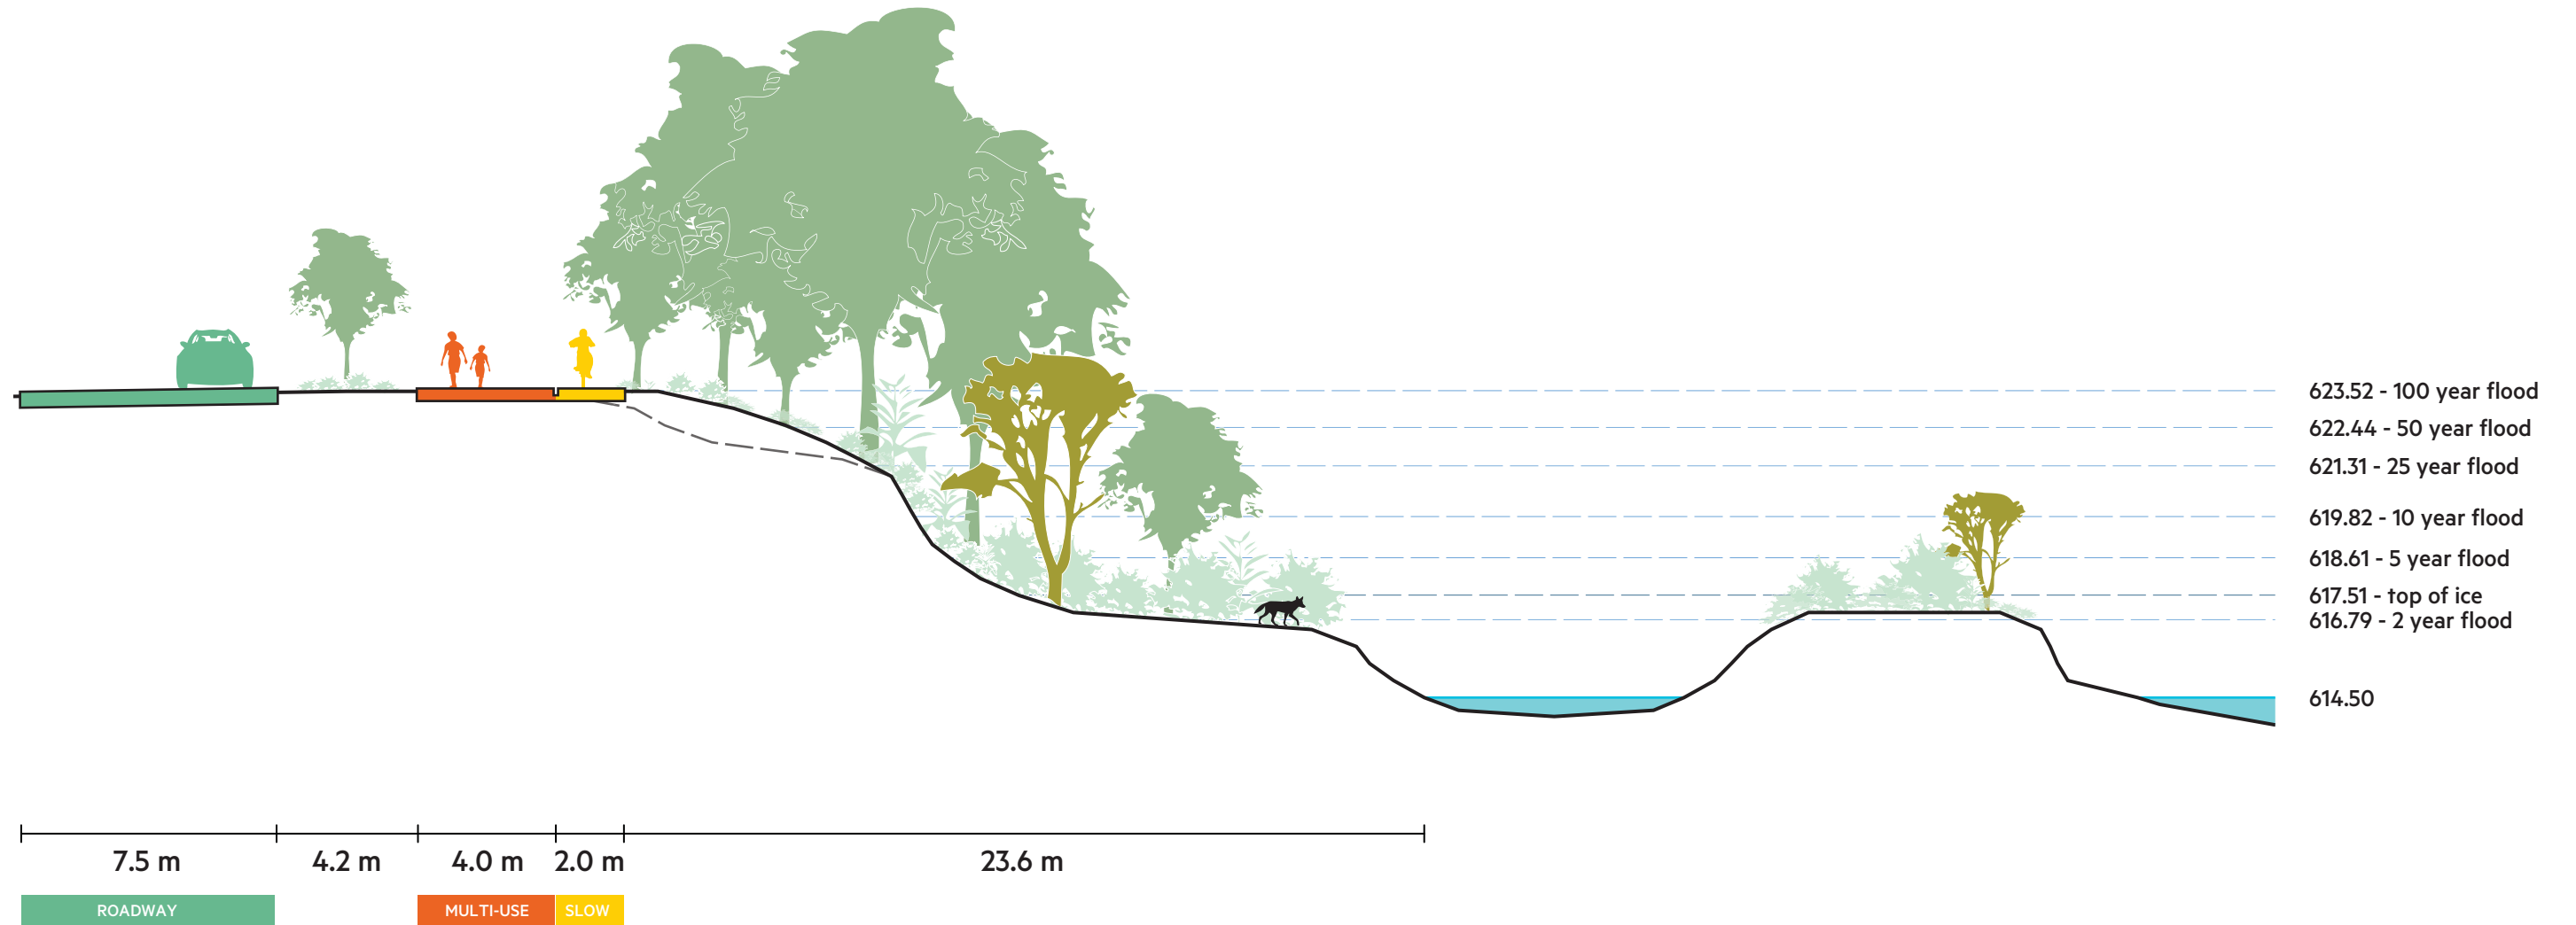 623.52 - 100 year flood
622.44 - 50 year flood
621.31 - 25 year flood
619.82 - 10 year flood
618.61 - 5 year flood
617.51 - top of ice
616.79 - 2 year flood
614.50
7.5 m 4.2 m 4.0 m 2.0 m 23.6 m
ROADWAY MULTI-USE SLOW